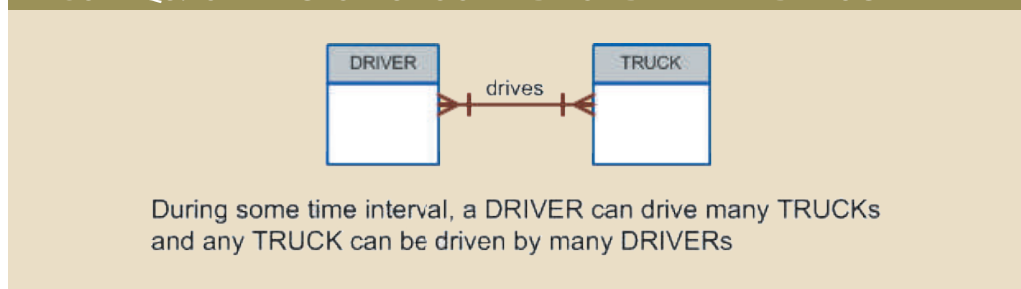 DRIVER
TRUCK
drives
During some time interval, a DRIVER can drive many TRUCKs
and any TRUCK can be driven by many DRIVERs